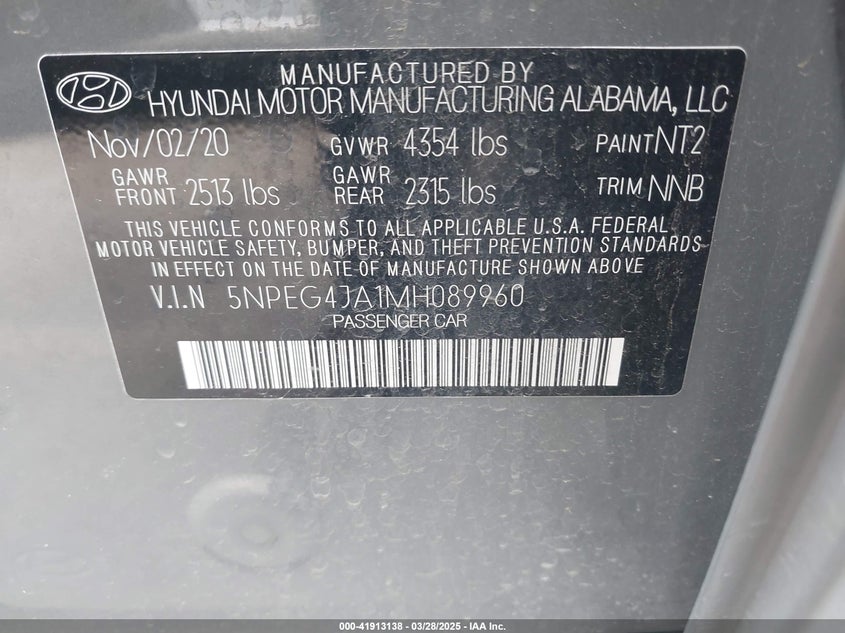 MANUFACTURED BY
HYUNDAI MOTOR MANUFACTURING ALABAMA, LLC
Nov/02/20 GVWR 4354 lbs PAINT NT2
GAWR FRONT 2513 lbs GAWR REAR 2315 lbs TRIM NNB
THIS VEHICLE CONFORMS TO ALL APPLICABLE U.S.A. FEDERAL
MOTOR VEHICLE SAFETY, BUMPER, AND THEFT PREVENTION STANDARDS
IN EFFECT ON THE DATE OF MANUFACTURE SHOWN ABOVE
V.I.N 5NPEG4JA1MH089960
PASSENGER CAR
000-41913138 - 03/28/2025 - IAA Inc.